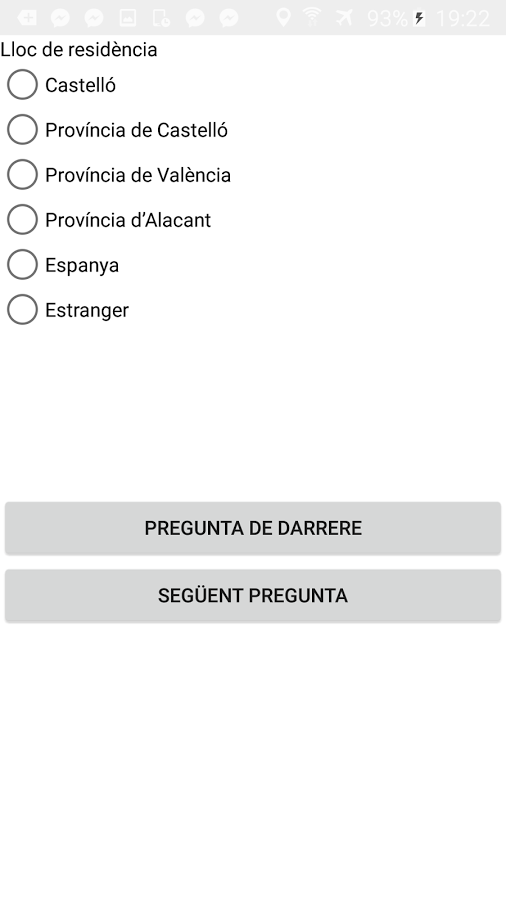 93% 19:22
Lloc de residència
Castelló
Província de Castelló
Província de València
Província d’Alacant
Espanya
Estranger
PREGUNTA DE DARRERE
SEGÜENT PREGUNTA